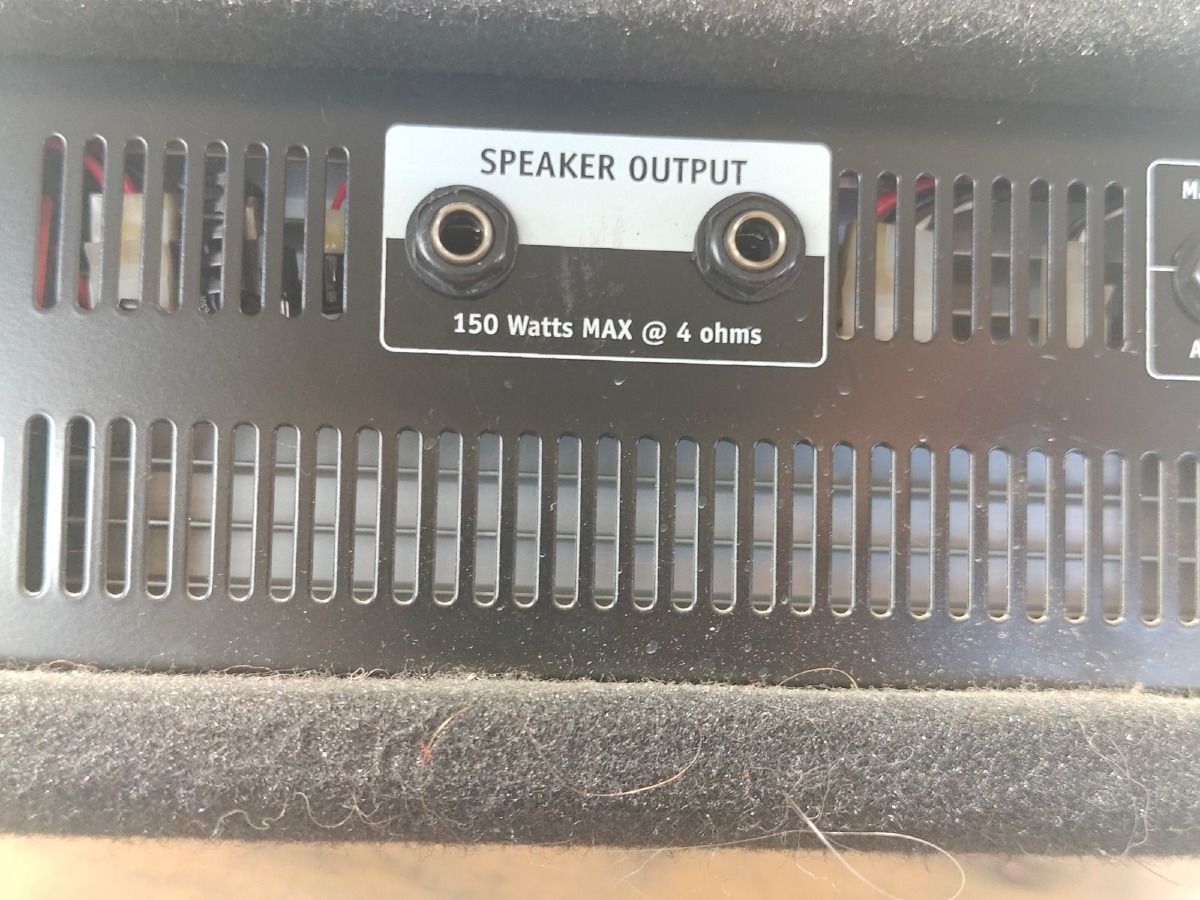 SPEAKER OUTPUT
150 Watts MAX @ 4 ohms